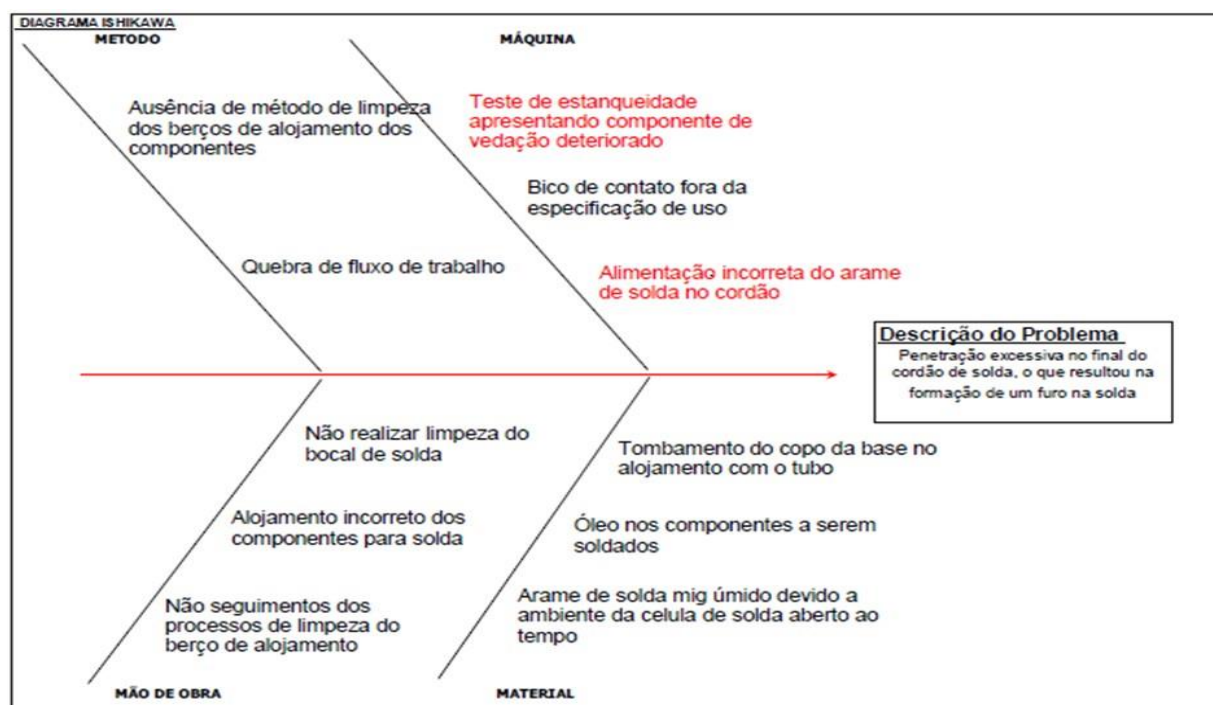 DIAGRAMA ISHIKAWA
METODO
MÁQUINA
Ausência de método de limpeza
dos berços de alojamento dos
componentes
Quebra de fluxo de trabalho
Teste de estanqueidade
apresentando componente de
vedação deteriorado
Bico de contato fora da
especificação de uso
Alimentação incorreta do arame
de solda no cordão
Descrição do Problema
Penetração excessiva no final do
cordão de solda, o que resultou na
formação de um furo na solda
Não realizar limpeza do
bocal de solda
Alojamento incorreto dos
componentes para solda
Não seguimentos dos
processos de limpeza do
berço de alojamento
Tombamento do copo da base no
alojamento com o tubo
Óleo nos componentes a serem
soldados
Arame de solda mig úmido devido a
ambiente da celula de solda aberto ao
tempo
MÃO DE OBRA
MATERIAL